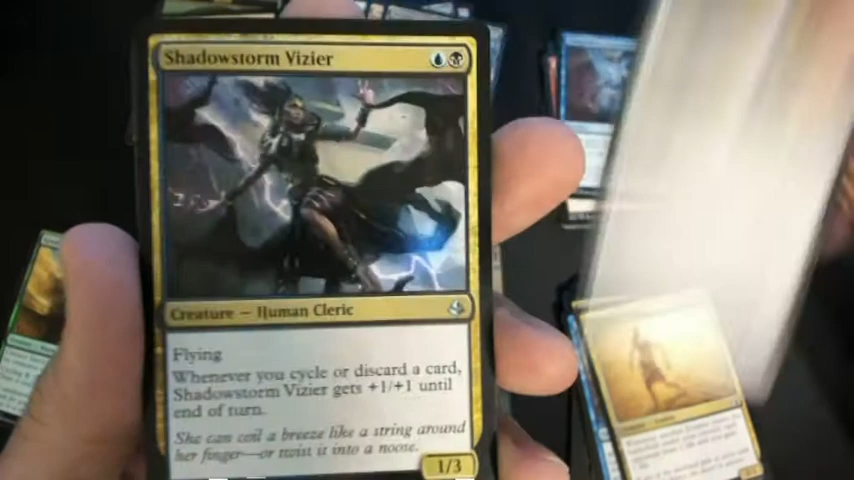 Shadowstorm Vizier
Creature — Human Cleric
Flying
Whenever you cycle or discard a card,
Shadowstorm Vizier gets +1/+1 until
end of turn.
She can coil a breeze like a string around
her finger—or twist it into a noose.
1/3